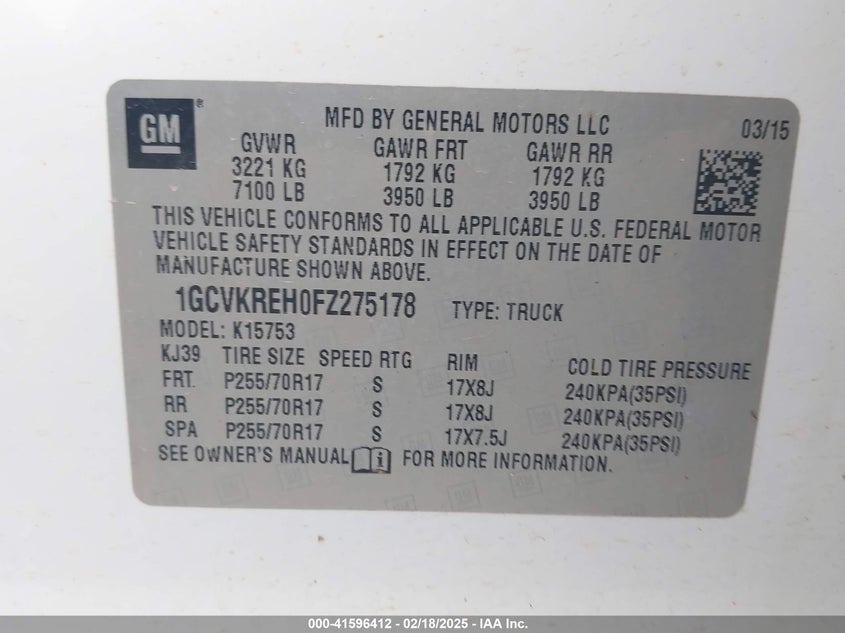 GM®
MFD BY GENERAL MOTORS LLC 03/15
GVWR GAWR FRT GAWR RR
3221 KG 1792 KG 1792 KG
7100 LB 3950 LB 3950 LB
THIS VEHICLE CONFORMS TO ALL APPLICABLE U.S. FEDERAL MOTOR
VEHICLE SAFETY STANDARDS IN EFFECT ON THE DATE OF
MANUFACTURE SHOWN ABOVE.
1GCVKREH0FZ275178 TYPE: TRUCK
MODEL: K15753
KJ39 TIRE SIZE SPEED RTG RIM COLD TIRE PRESSURE
FRT. P255/70R17 S 17X8J 240KPA(35PSI)
RR P255/70R17 S 17X8J 240KPA(35PSI)
SPA P255/70R17 S 17X7.5J 240KPA(35PSI)
SEE OWNER'S MANUAL FOR MORE INFORMATION.
000-41596412 - 02/18/2025 - IAA Inc.